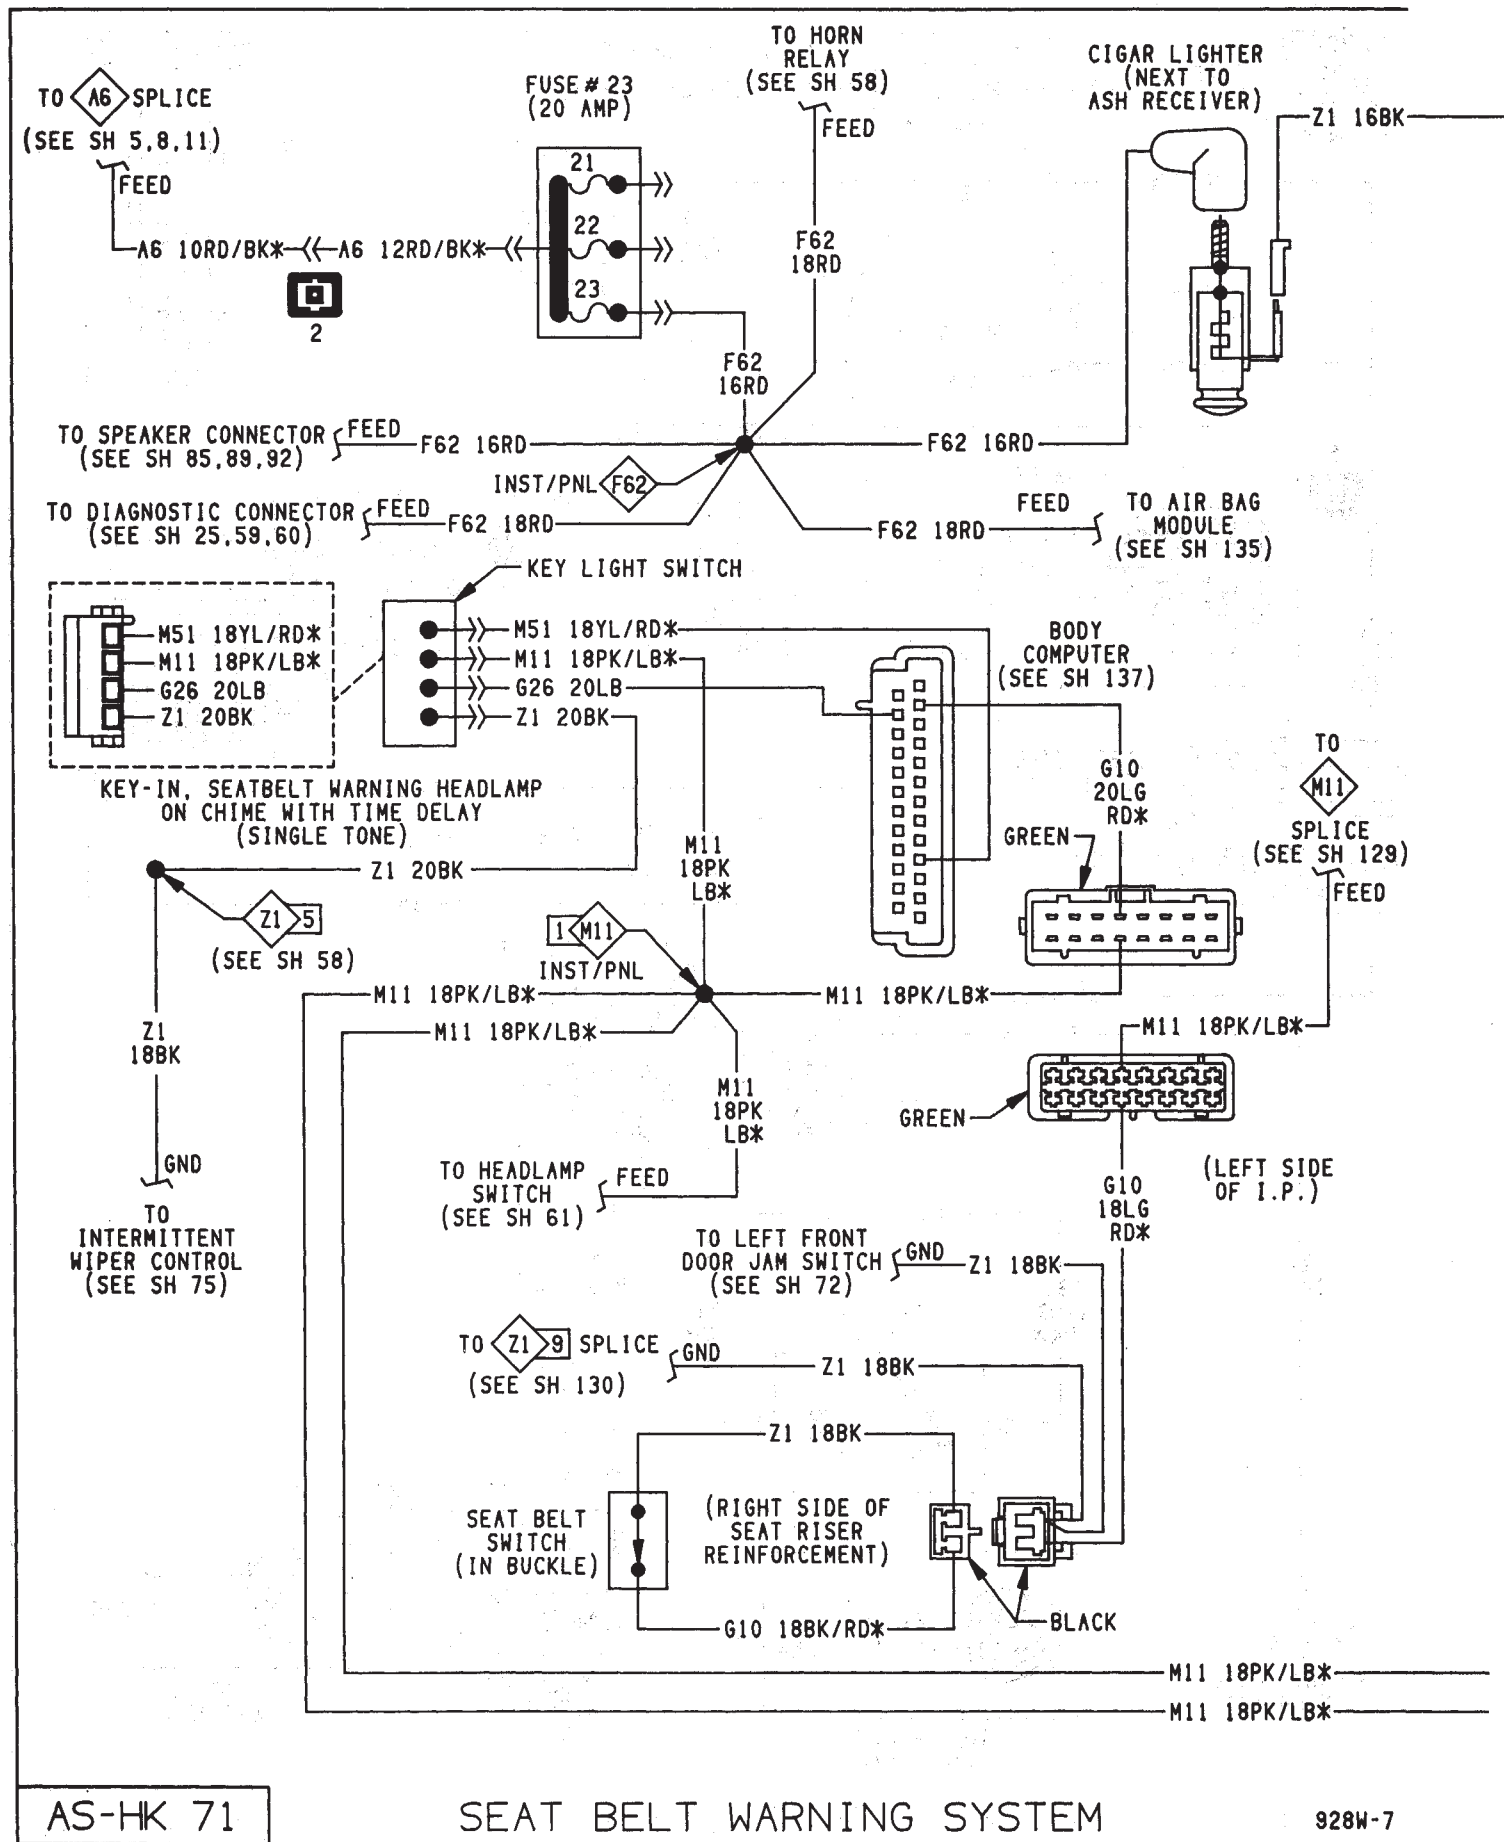 TO A6 SPLICE
(SEE SH 5,8,11)
FEED
A6 10RD/BK*
A6 12RD/BK*
2
FUSE # 23
(20 AMP)
21
22
23
TO HORN
RELAY
(SEE SH 58)
FEED
F62
18RD
CIGAR LIGHTER
(NEXT TO
ASH RECEIVER)
Z1 16BK
F62
16RD
TO SPEAKER CONNECTOR
(SEE SH 85,89,92)
FEED
F62 16RD
F62 16RD
INST/PNL F62
TO DIAGNOSTIC CONNECTOR
(SEE SH 25,59,60)
FEED
F62 18RD
F62 18RD
FEED
TO AIR BAG
MODULE
(SEE SH 135)
KEY LIGHT SWITCH
M51 18YL/RD*
M11 18PK/LB*
G26 20LB
Z1 20BK
M51 18YL/RD*
M11 18PK/LB*
G26 20LB
Z1 20BK
BODY
COMPUTER
(SEE SH 137)
KEY-IN, SEATBELT WARNING HEADLAMP
ON CHIME WITH TIME DELAY
(SINGLE TONE)
G10
20LG
RD*
TO
M11
SPLICE
(SEE SH 129)
FEED
GREEN
Z1 20BK
M11
18PK
LB*
Z1 5
(SEE SH 58)
1 M11
INST/PNL
M11 18PK/LB*
M11 18PK/LB*
M11 18PK/LB*
M11 18PK/LB*
Z1
18BK
M11
18PK
LB*
GREEN
GND
TO
INTERMITTENT
WIPER CONTROL
(SEE SH 75)
TO HEADLAMP
SWITCH
(SEE SH 61)
FEED
(LEFT SIDE
OF I.P.)
G10
18LG
RD*
TO LEFT FRONT
DOOR JAM SWITCH
(SEE SH 72)
GND
Z1 18BK
TO Z1 9 SPLICE
(SEE SH 130)
GND
Z1 18BK
Z1 18BK
SEAT BELT
SWITCH
(IN BUCKLE)
(RIGHT SIDE OF
SEAT RISER
REINFORCEMENT)
G10 18BK/RD*
BLACK
M11 18PK/LB*
M11 18PK/LB*
AS-HK 71
SEAT BELT WARNING SYSTEM
928W-7